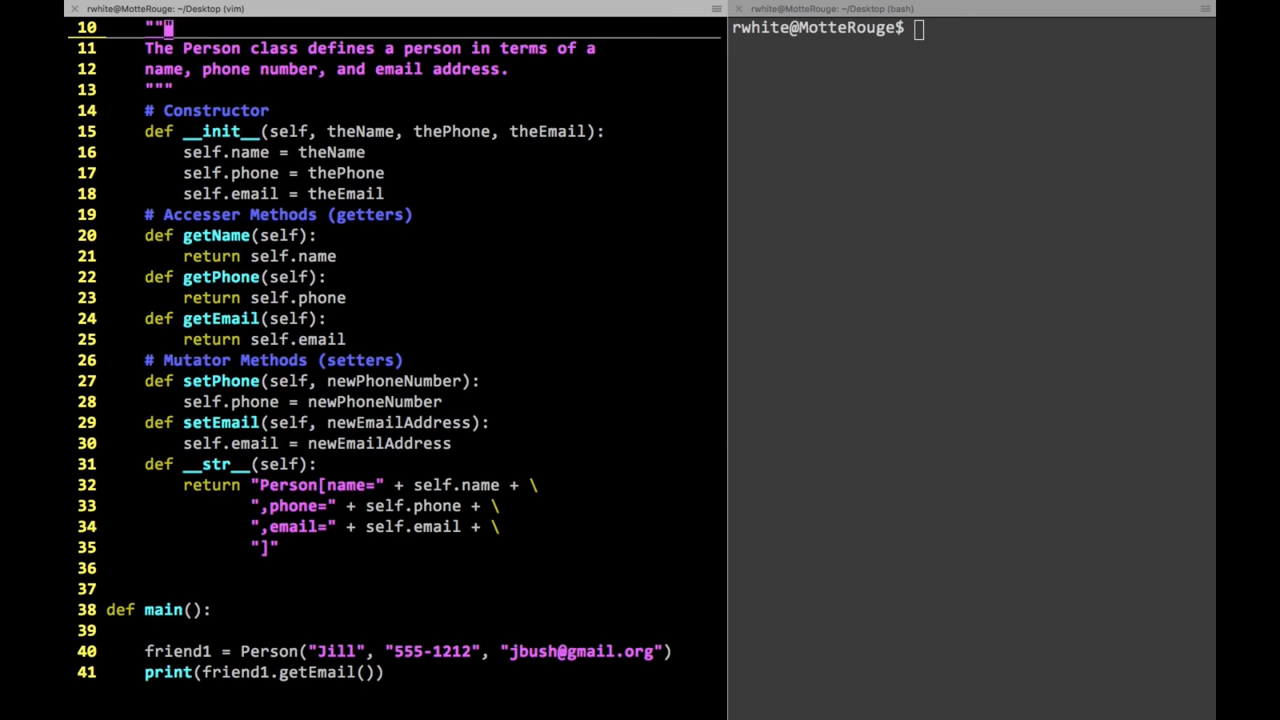 rwhite@MotteRouge: ~/Desktop (vim)
rwhite@MotteRouge: ~/Desktop (bash)
10 """
11 The Person class defines a person in terms of a
12 name, phone number, and email address.
13 """
14 # Constructor
15 def __init__(self, theName, thePhone, theEmail):
16 self.name = theName
17 self.phone = thePhone
18 self.email = theEmail
19 # Accesser Methods (getters)
20 def getName(self):
21 return self.name
22 def getPhone(self):
23 return self.phone
24 def getEmail(self):
25 return self.email
26 # Mutator Methods (setters)
27 def setPhone(self, newPhoneNumber):
28 self.phone = newPhoneNumber
29 def setEmail(self, newEmailAddress):
30 self.email = newEmailAddress
31 def __str__(self):
32 return "Person[name=" + self.name + \
33 ",phone=" + self.phone + \
34 ",email=" + self.email + \
35 "]"
36
37
38 def main():
39
40 friend1 = Person("Jill", "555-1212", "jbush@gmail.org")
41 print(friend1.getEmail())
rwhite@MotteRouge$